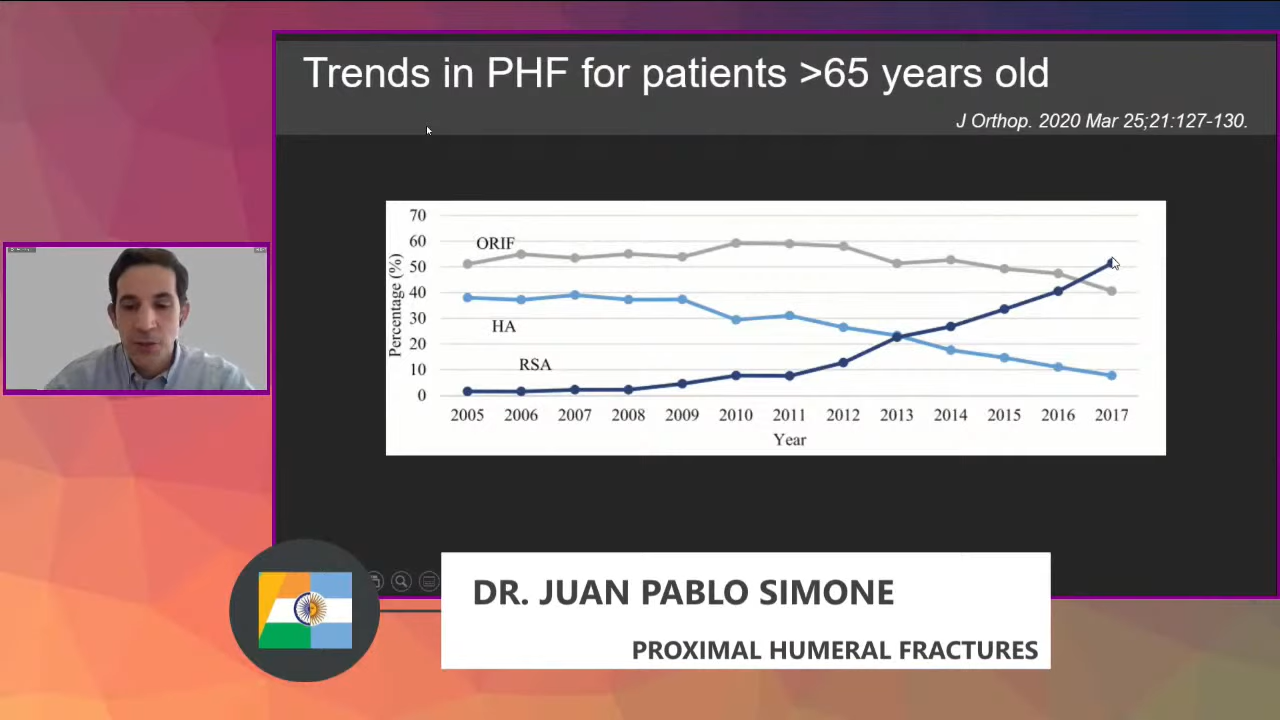 Trends in PHF for patients >65 years old
J Orthop. 2020 Mar 25;21:127-130.
70
60
50
40
30
20
10
0
Percentage (%)
ORIF
HA
RSA
2005 2006 2007 2008 2009 2010 2011 2012 2013 2014 2015 2016 2017
Year
DR. JUAN PABLO SIMONE
PROXIMAL HUMERAL FRACTURES